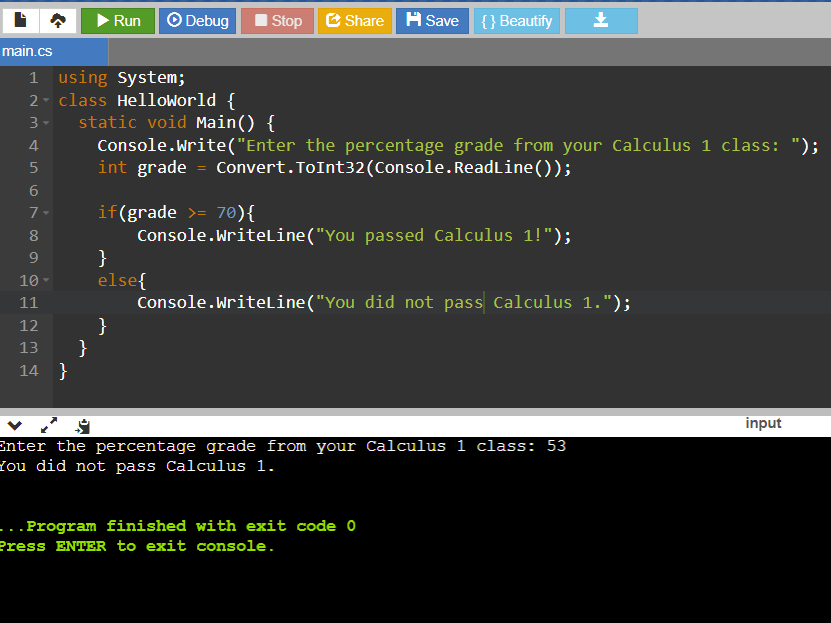 Run Debug Stop Share Save { } Beautify
main.cs
1 using System;
2 class HelloWorld {
3 static void Main() {
4 Console.Write("Enter the percentage grade from your Calculus 1 class: ");
5 int grade = Convert.ToInt32(Console.ReadLine());
6
7 if(grade >= 70){
8 Console.WriteLine("You passed Calculus 1!");
9 }
10 else{
11 Console.WriteLine("You did not pass Calculus 1.");
12 }
13 }
14 }
input
Enter the percentage grade from your Calculus 1 class: 53
You did not pass Calculus 1.
...Program finished with exit code 0
Press ENTER to exit console.